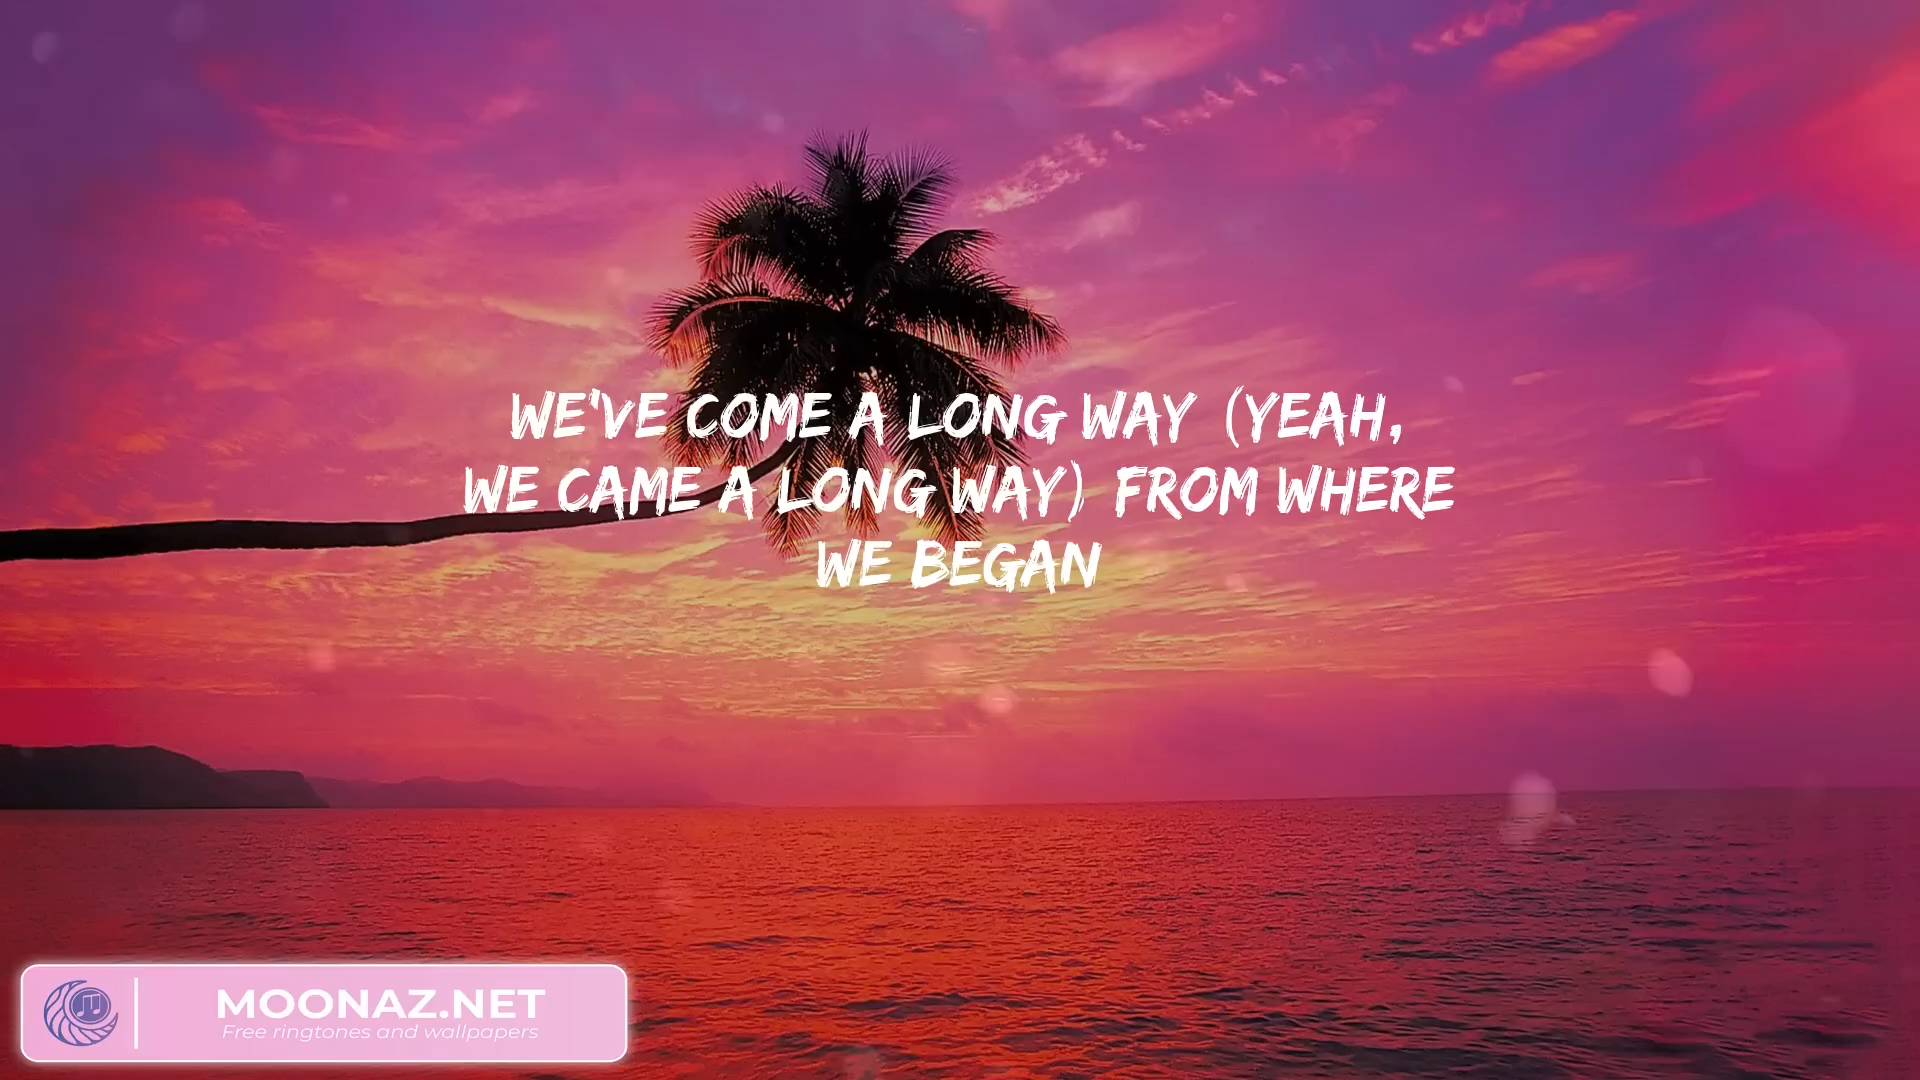 WE'VE COME A LONG WAY (YEAH,
WE CAME A LONG WAY) FROM WHERE
WE BEGAN
MOONAZ.NET
Free ringtones and wallpapers